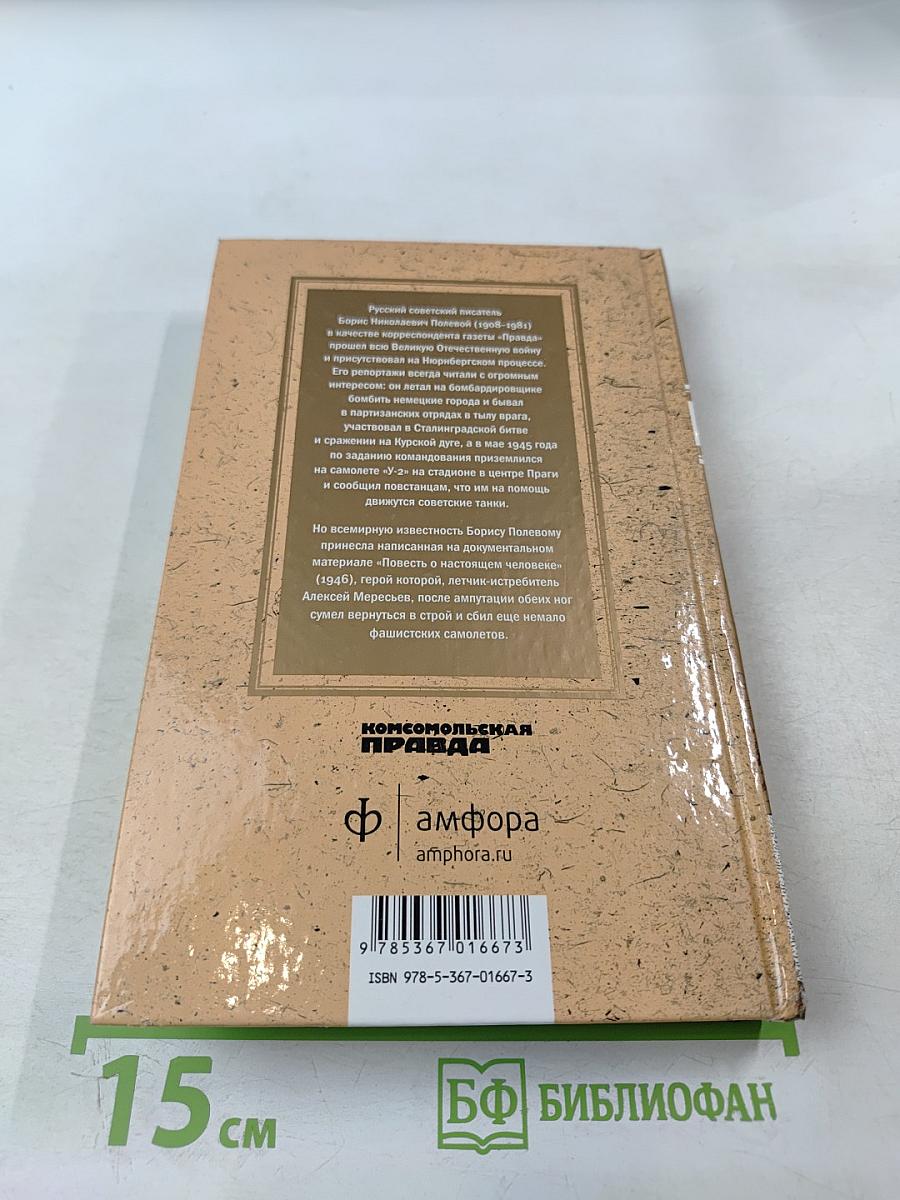 Русский советский писатель
Борис Николаевич Полевой (1908–1981)
в качестве корреспондента газеты «Правда»
прошел всю Великую Отечественную войну
и присутствовал на Нюрнбергском процессе.
Его репортажи всегда читали с огромным
интересом: он летал на бомбардировщике
бомбить немецкие города и бывал
в партизанских отрядах в тылу врага,
участвовал в Сталинградской битве
и сражении на Курской дуге, а в мае 1945 года
по заданию командования приземлился
на самолете «У-2» на стадионе в центре Праги
и сообщил повстанцам, что им на помощь
движутся советские танки.
Но всемирную известность Борису Полевому
принесла написанная на документальном
материале «Повесть о настоящем человеке»
(1946), герой которой, летчик-истребитель
Алексей Мересьев, после ампутации обеих ног
сумел вернуться в строй и сбил еще немало
фашистских самолетов.
КОМСОМОЛЬСКАЯ
ПРАВДА
ф амфора
amphora.ru
9 785367 016673
ISBN 978-5-367-01667-3
15 см
БФ БИБЛИОФАН